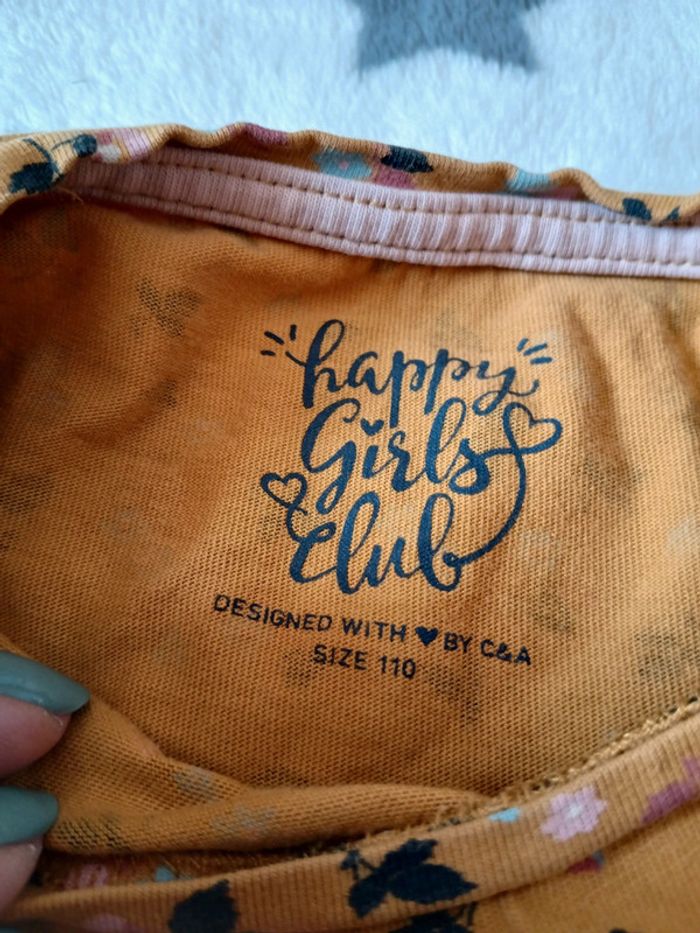 happy
Girls
Club
DESIGNED WITH ♥ BY C&A
SIZE 110